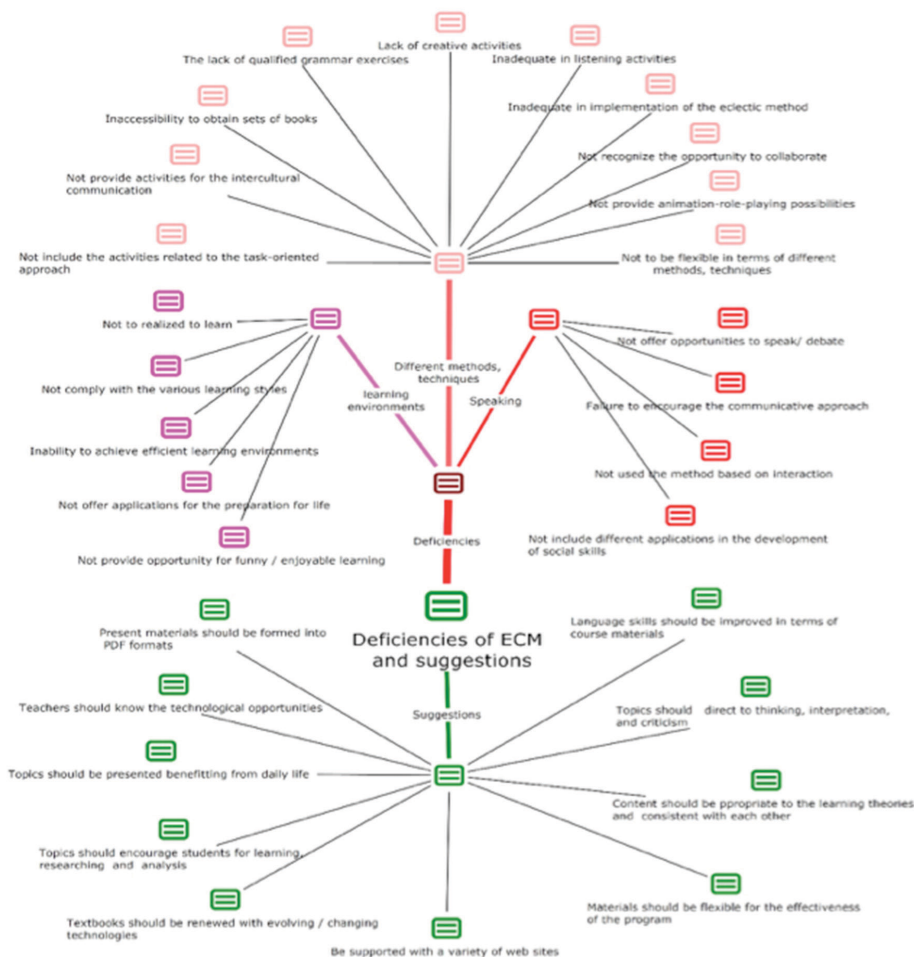 Lack of creative activities
The lack of qualified grammar exercises
Inadequate in listening activities
Inaccessibility to obtain sets of books
Inadequate in implementation of the eclectic method
Not provide activities for the intercultural
communication
Not recognize the opportunity to collaborate
Not provide animation-role-playing possibilities
Not include the activities related to the task-oriented
approach
Not to be flexible in terms of different
methods, techniques
Not to realized to learn
Not comply with the various learning styles
Inability to achieve efficient learning environments
Not offer applications for the preparation for life
Not provide opportunity for funny / enjoyable learning
learning
environments
Different methods,
techniques
Speaking
Not offer opportunities to speak/ debate
Failure to encourage the communicative approach
Not used the method based on interaction
Not include different applications in the development
of social skills
Deficiencies
Deficiencies of ECM
and suggestions
Suggestions
Present materials should be formed into
PDF formats
Teachers should know the technological opportunities
Topics should be presented benefitting from daily life
Topics should encourage students for learning,
researching and analysis
Textbooks should be renewed with evolving / changing
technologies
Be supported with a variety of web sites
Language skills should be improved in terms of
course materials
Topics should direct to thinking, interpretation,
and criticism
Content should be ppropriate to the learning theories
and consistent with each other
Materials should be flexible for the effectiveness
of the program